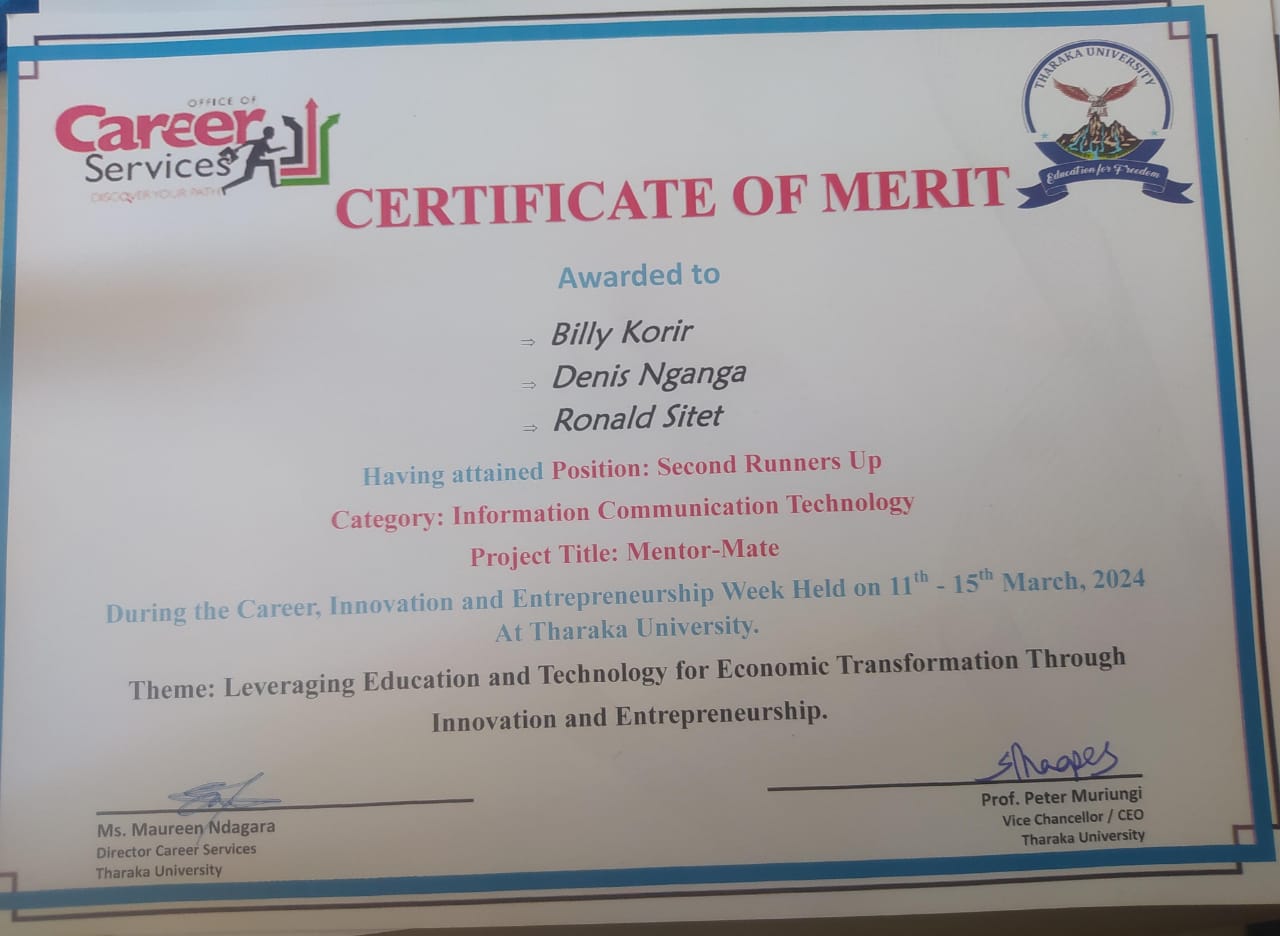 OFFICE OF
Career
Services
DISCOVER YOUR PATH
THARAKA UNIVERSITY
Education for Freedom
CERTIFICATE OF MERIT
Awarded to
⇒ Billy Korir
⇒ Denis Nganga
⇒ Ronald Sitet
Having attained Position: Second Runners Up
Category: Information Communication Technology
Project Title: Mentor-Mate
During the Career, Innovation and Entrepreneurship Week Held on 11th - 15th March, 2024
At Tharaka University.
Theme: Leveraging Education and Technology for Economic Transformation Through
Innovation and Entrepreneurship.
Ms. Maureen Ndagara
Director Career Services
Tharaka University
Prof. Peter Muriungi
Vice Chancellor / CEO
Tharaka University